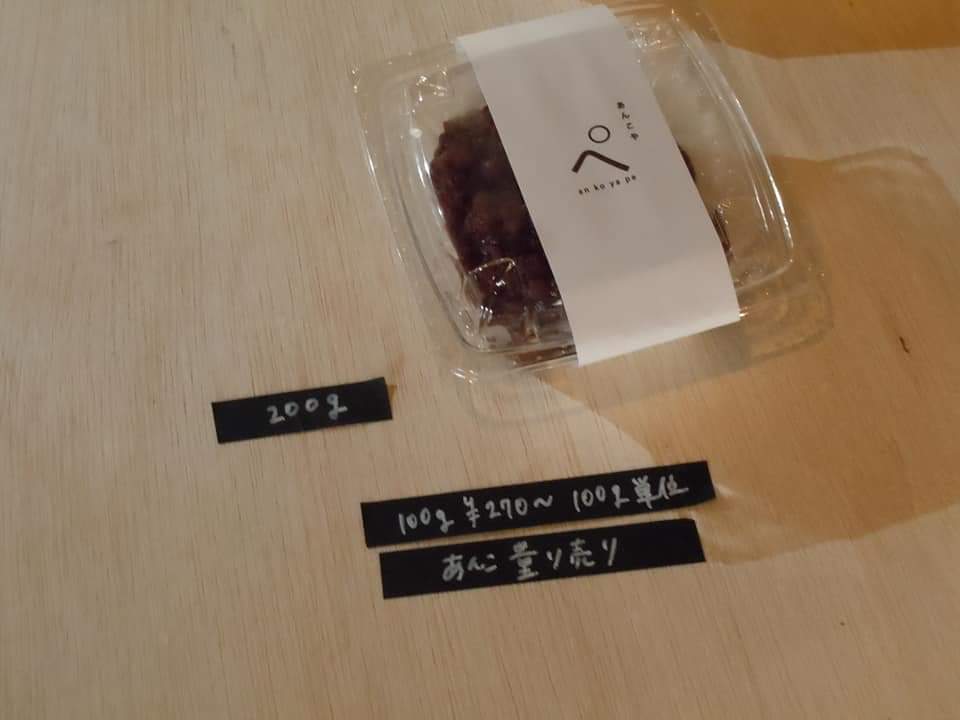 あんこや
ぺ
an ko ya pe
200g
100g ¥270〜 100g単位
あんこ 量り売り